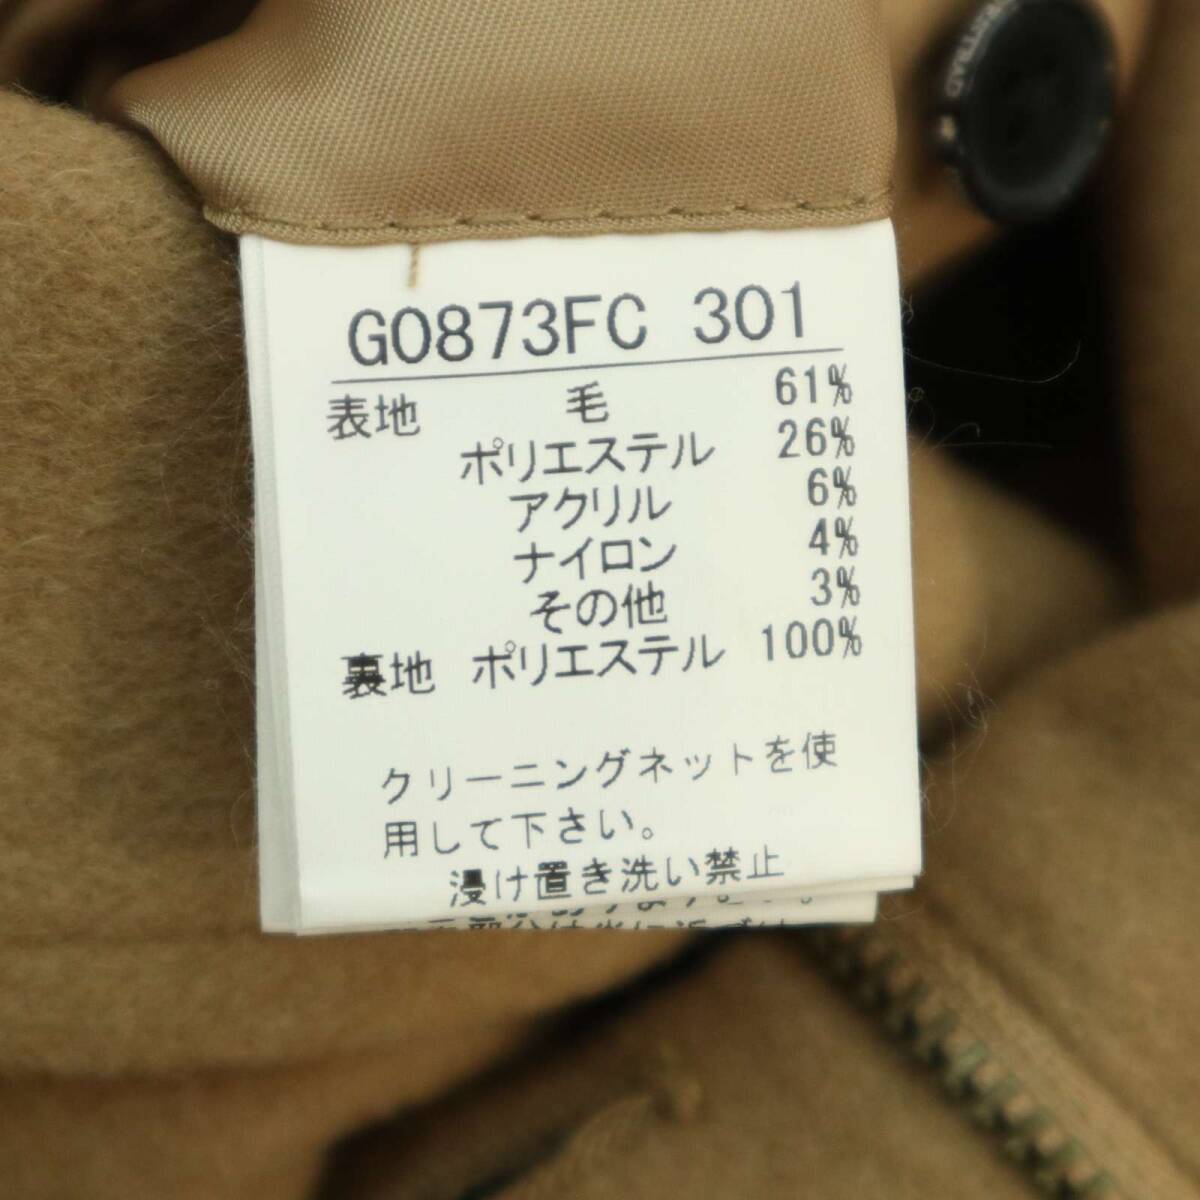 G0873FC 301
表地 毛 61%
ポリエステル 26%
アクリル 6%
ナイロン 4%
その他 3%
裏地 ポリエステル 100%
クリーニングネットを使
用して下さい。
浸け置き洗い禁止